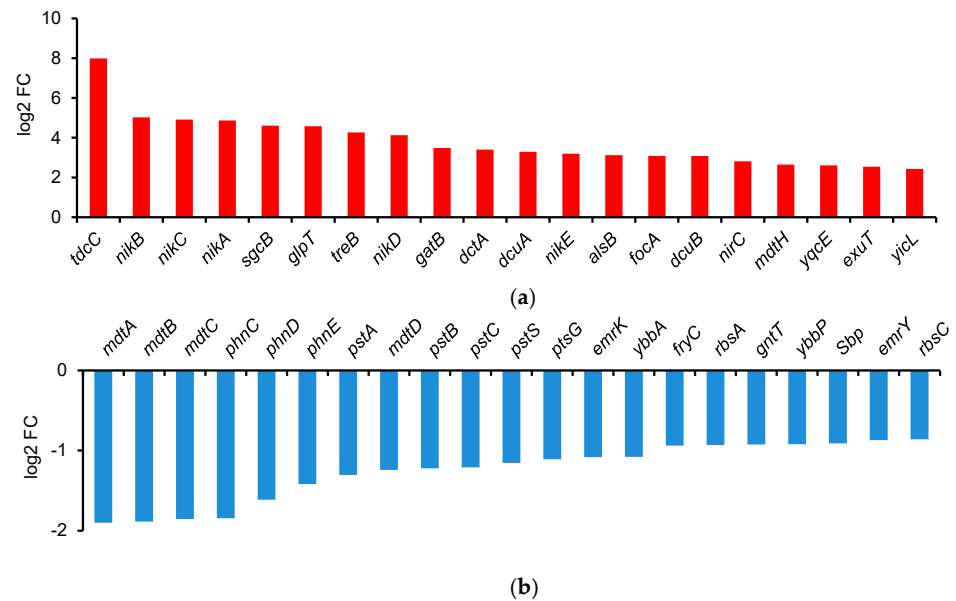 log2 FC
10
8
6
4
2
0
tdcC nikB nikC nikA sgcB glpT treB nikD gatB dctA dcuA nikE alsB focA dcuB nirC mdtH yqcE exuT yicL
(a)
mdtA mdtB mdtC phnC phnD phnE pstA mdtD pstB pstC pstS ptsG emrK ybbA fryC rbsA gntT ybbP Sbp emrY rbsC
log2 FC
0
-1
-2
(b)